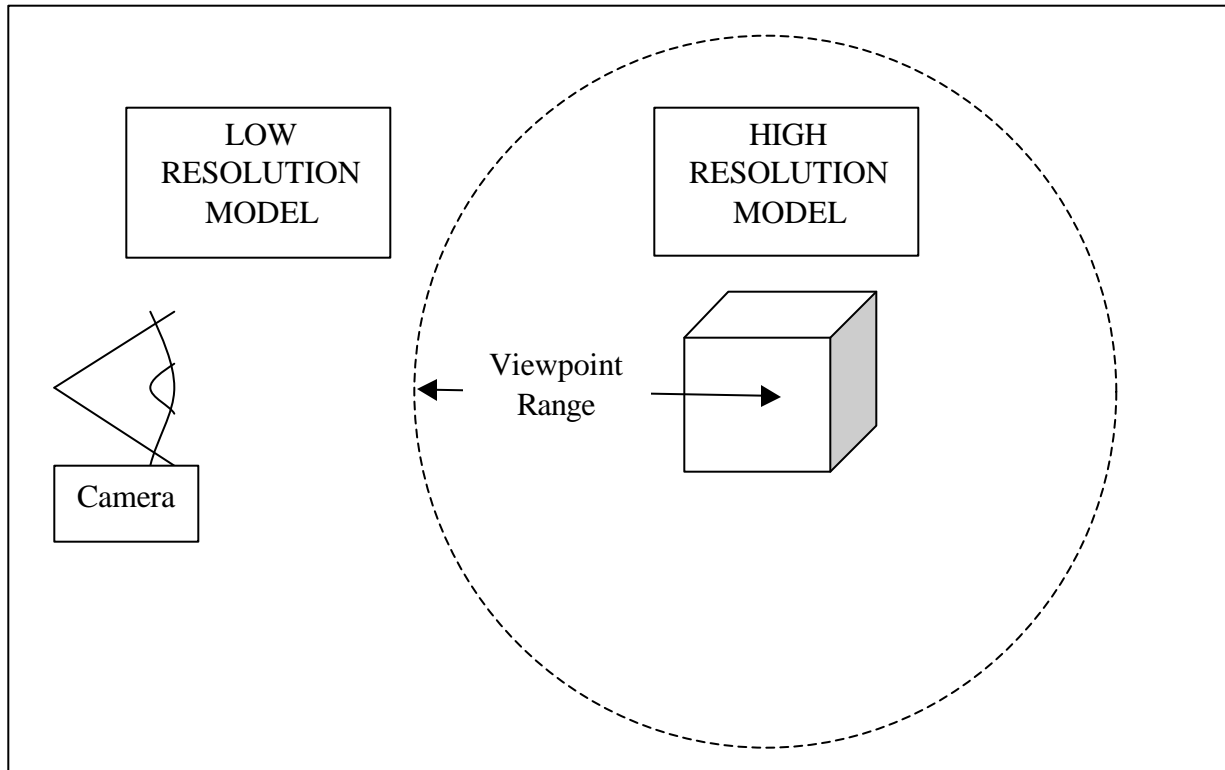 LOW
RESOLUTION
MODEL
HIGH
RESOLUTION
MODEL
Viewpoint
Range
Camera